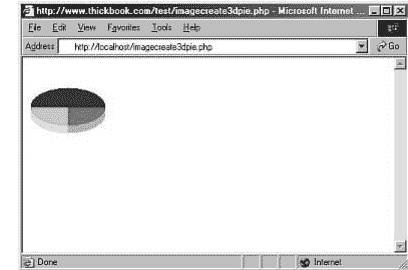 http://www.thickbook.com/test/imagecreate3dpie.php - Microsoft Internet ...
File Edit View Favorites Tools Help
Address http://localhost/imagecreate3dpie.php Go
Done Internet